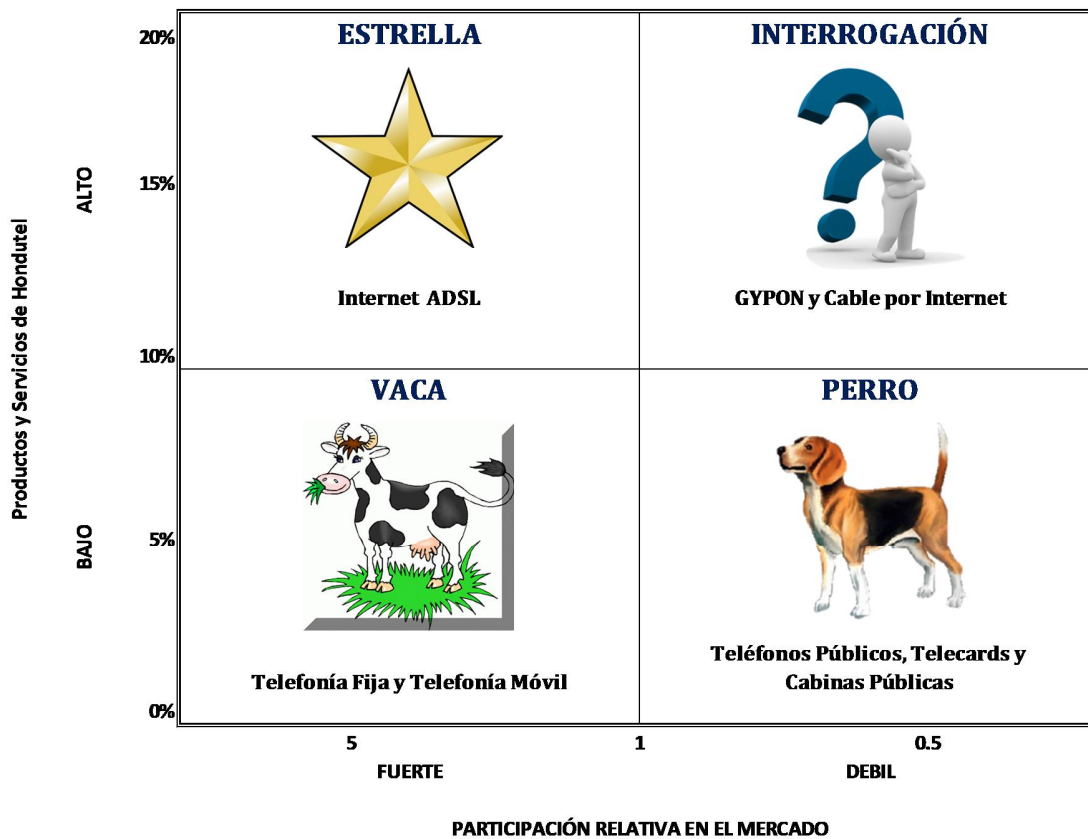 20%
ESTRELLA
INTERROGACIÓN
ALTO
15%
Internet ADSL
GYPON y Cable por Internet
Productos y Servicios de Hondutel
10%
VACA
PERRO
BAJO
5%
Teléfonos Públicos, Telecards y
Cabinas Públicas
Telefonía Fija y Telefonía Móvil
0%
5
1
0.5
FUERTE
DEBIL
PARTICIPACIÓN RELATIVA EN EL MERCADO